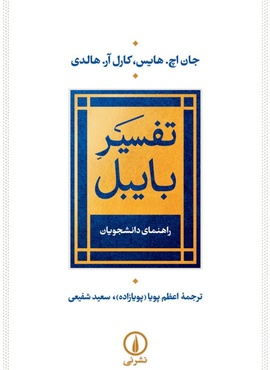 جان اچ. هایس، کارل آر. هالدی
تفسیرِ
بایبل
راهنمای دانشجویان
ترجمهٔ اعظم پویا (پویازاده)، سعید شفیعی
نشرنی